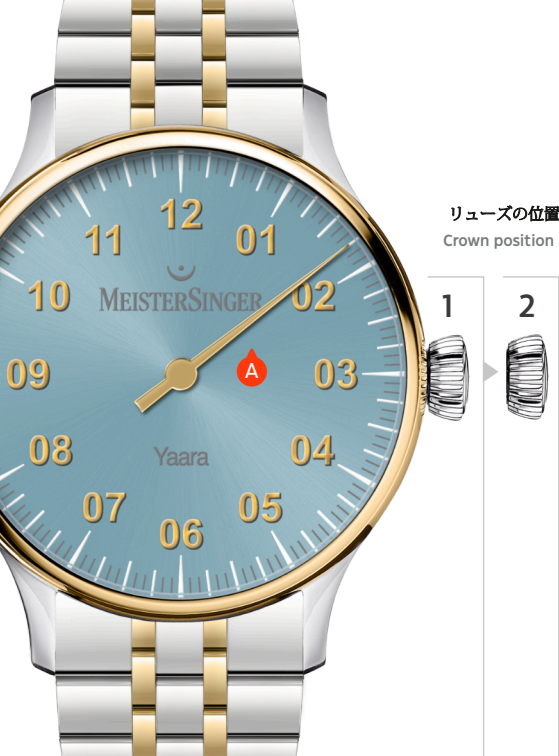 リューズの位置
Crown position
1 2
12
11 01
10 02
MEISTERSINGER
09 03
A
08 04
Yaara
07 05
06